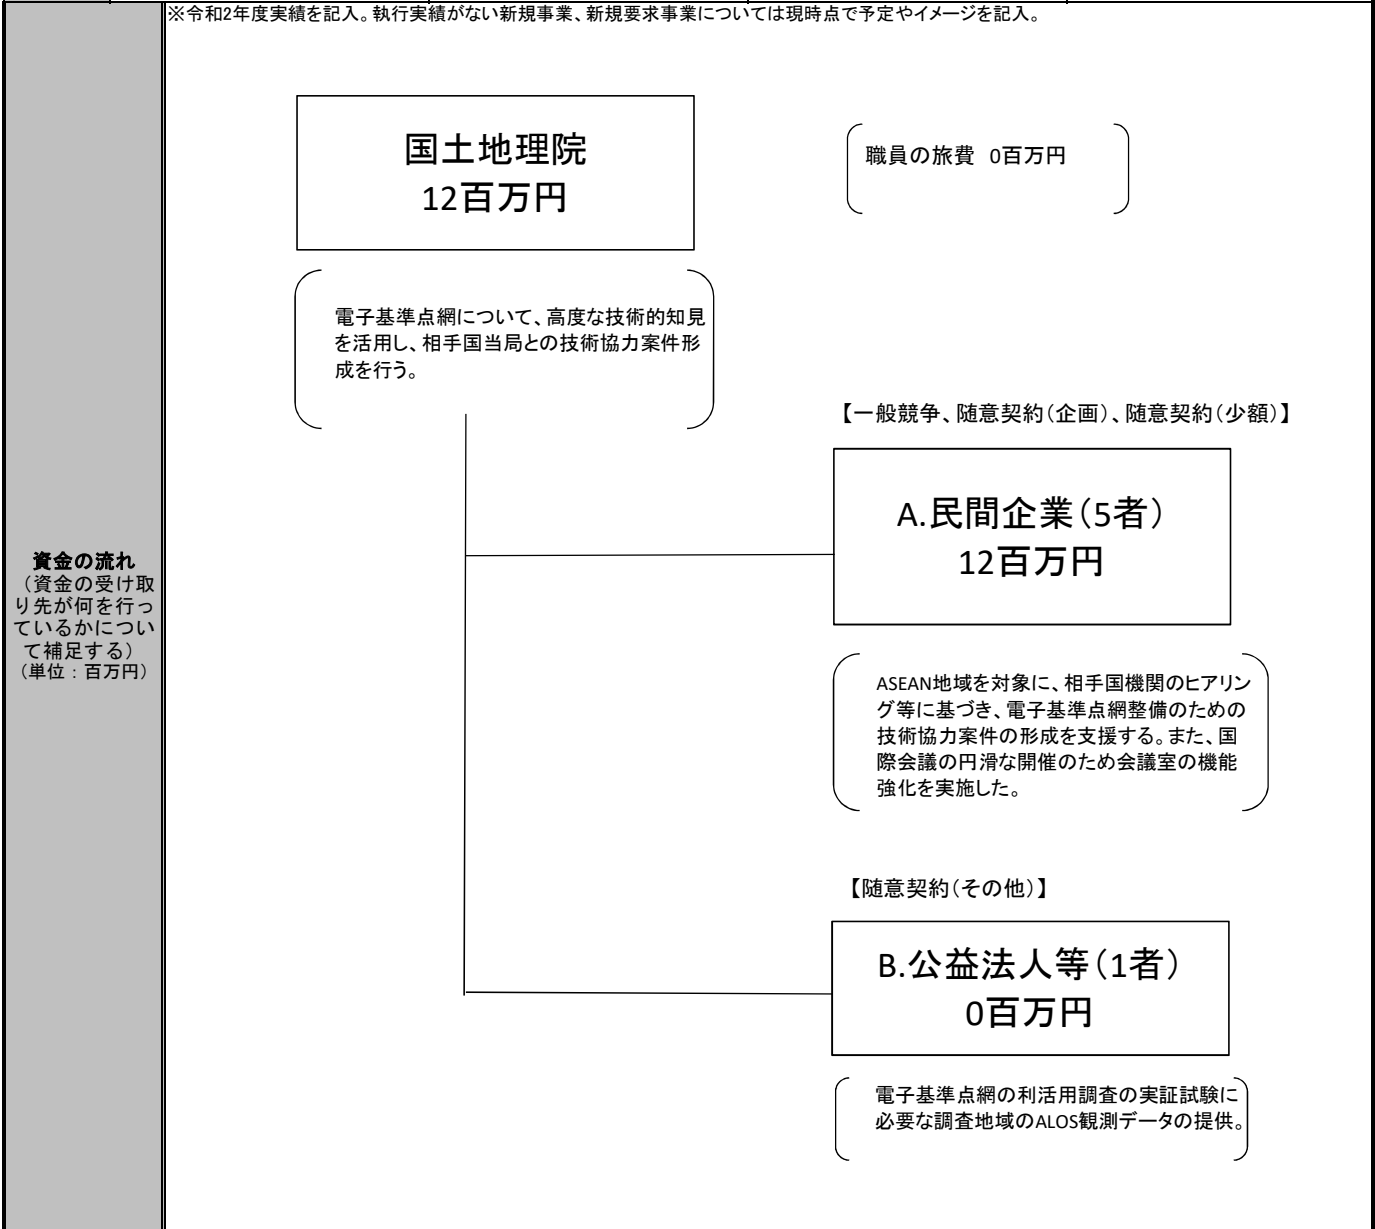 ※令和2年度実績を記入。執行実績がない新規事業、新規要求事業については現時点で予定やイメージを記入。
国土地理院
12百万円
職員の旅費 0百万円
電子基準点網について、高度な技術的知見
を活用し、相手国当局との技術協力案件形
成を行う。
【一般競争、随意契約(企画)、随意契約(少額)】
A.民間企業(5者)
12百万円
資金の流れ
(資金の受け取
り先が何を行っ
ているかについ
て補足する)
(単位:百万円)
ASEAN地域を対象に、相手国機関のヒアリン
グ等に基づき、電子基準点網整備のための
技術協力案件の形成を支援する。また、国
際会議の円滑な開催のため会議室の機能
強化を実施した。
【随意契約(その他)】
B.公益法人等(1者)
0百万円
電子基準点網の利活用調査の実証試験に
必要な調査地域のALOS観測データの提供。